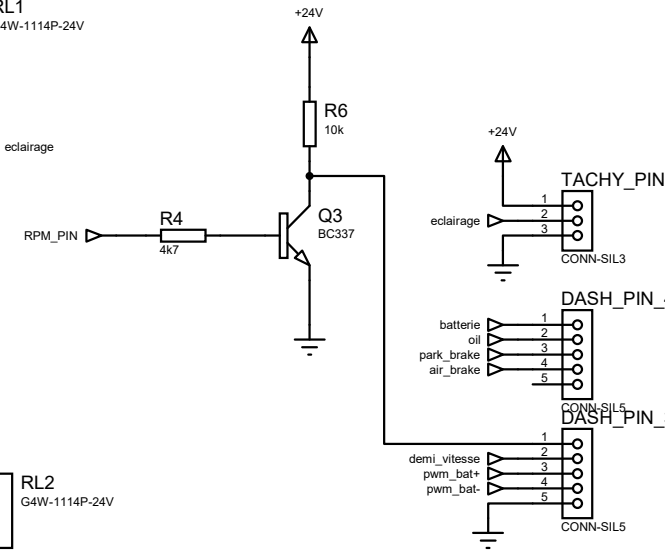 RL1
4W-1114P-24V
+24V
R6
10k
eclairage
+24V
TACHY_PIN
1
eclairage
2
3
CONN-SIL3
RPM_PIN
R4
4k7
Q3
BC337
DASH_PIN_
batterie
1
oil
2
park_brake
3
air_brake
4
5
CONN-SIL5
DASH_PIN_
1
demi_vitesse
2
pwm_bat+
3
pwm_bat-
4
5
CONN-SIL5
RL2
G4W-1114P-24V